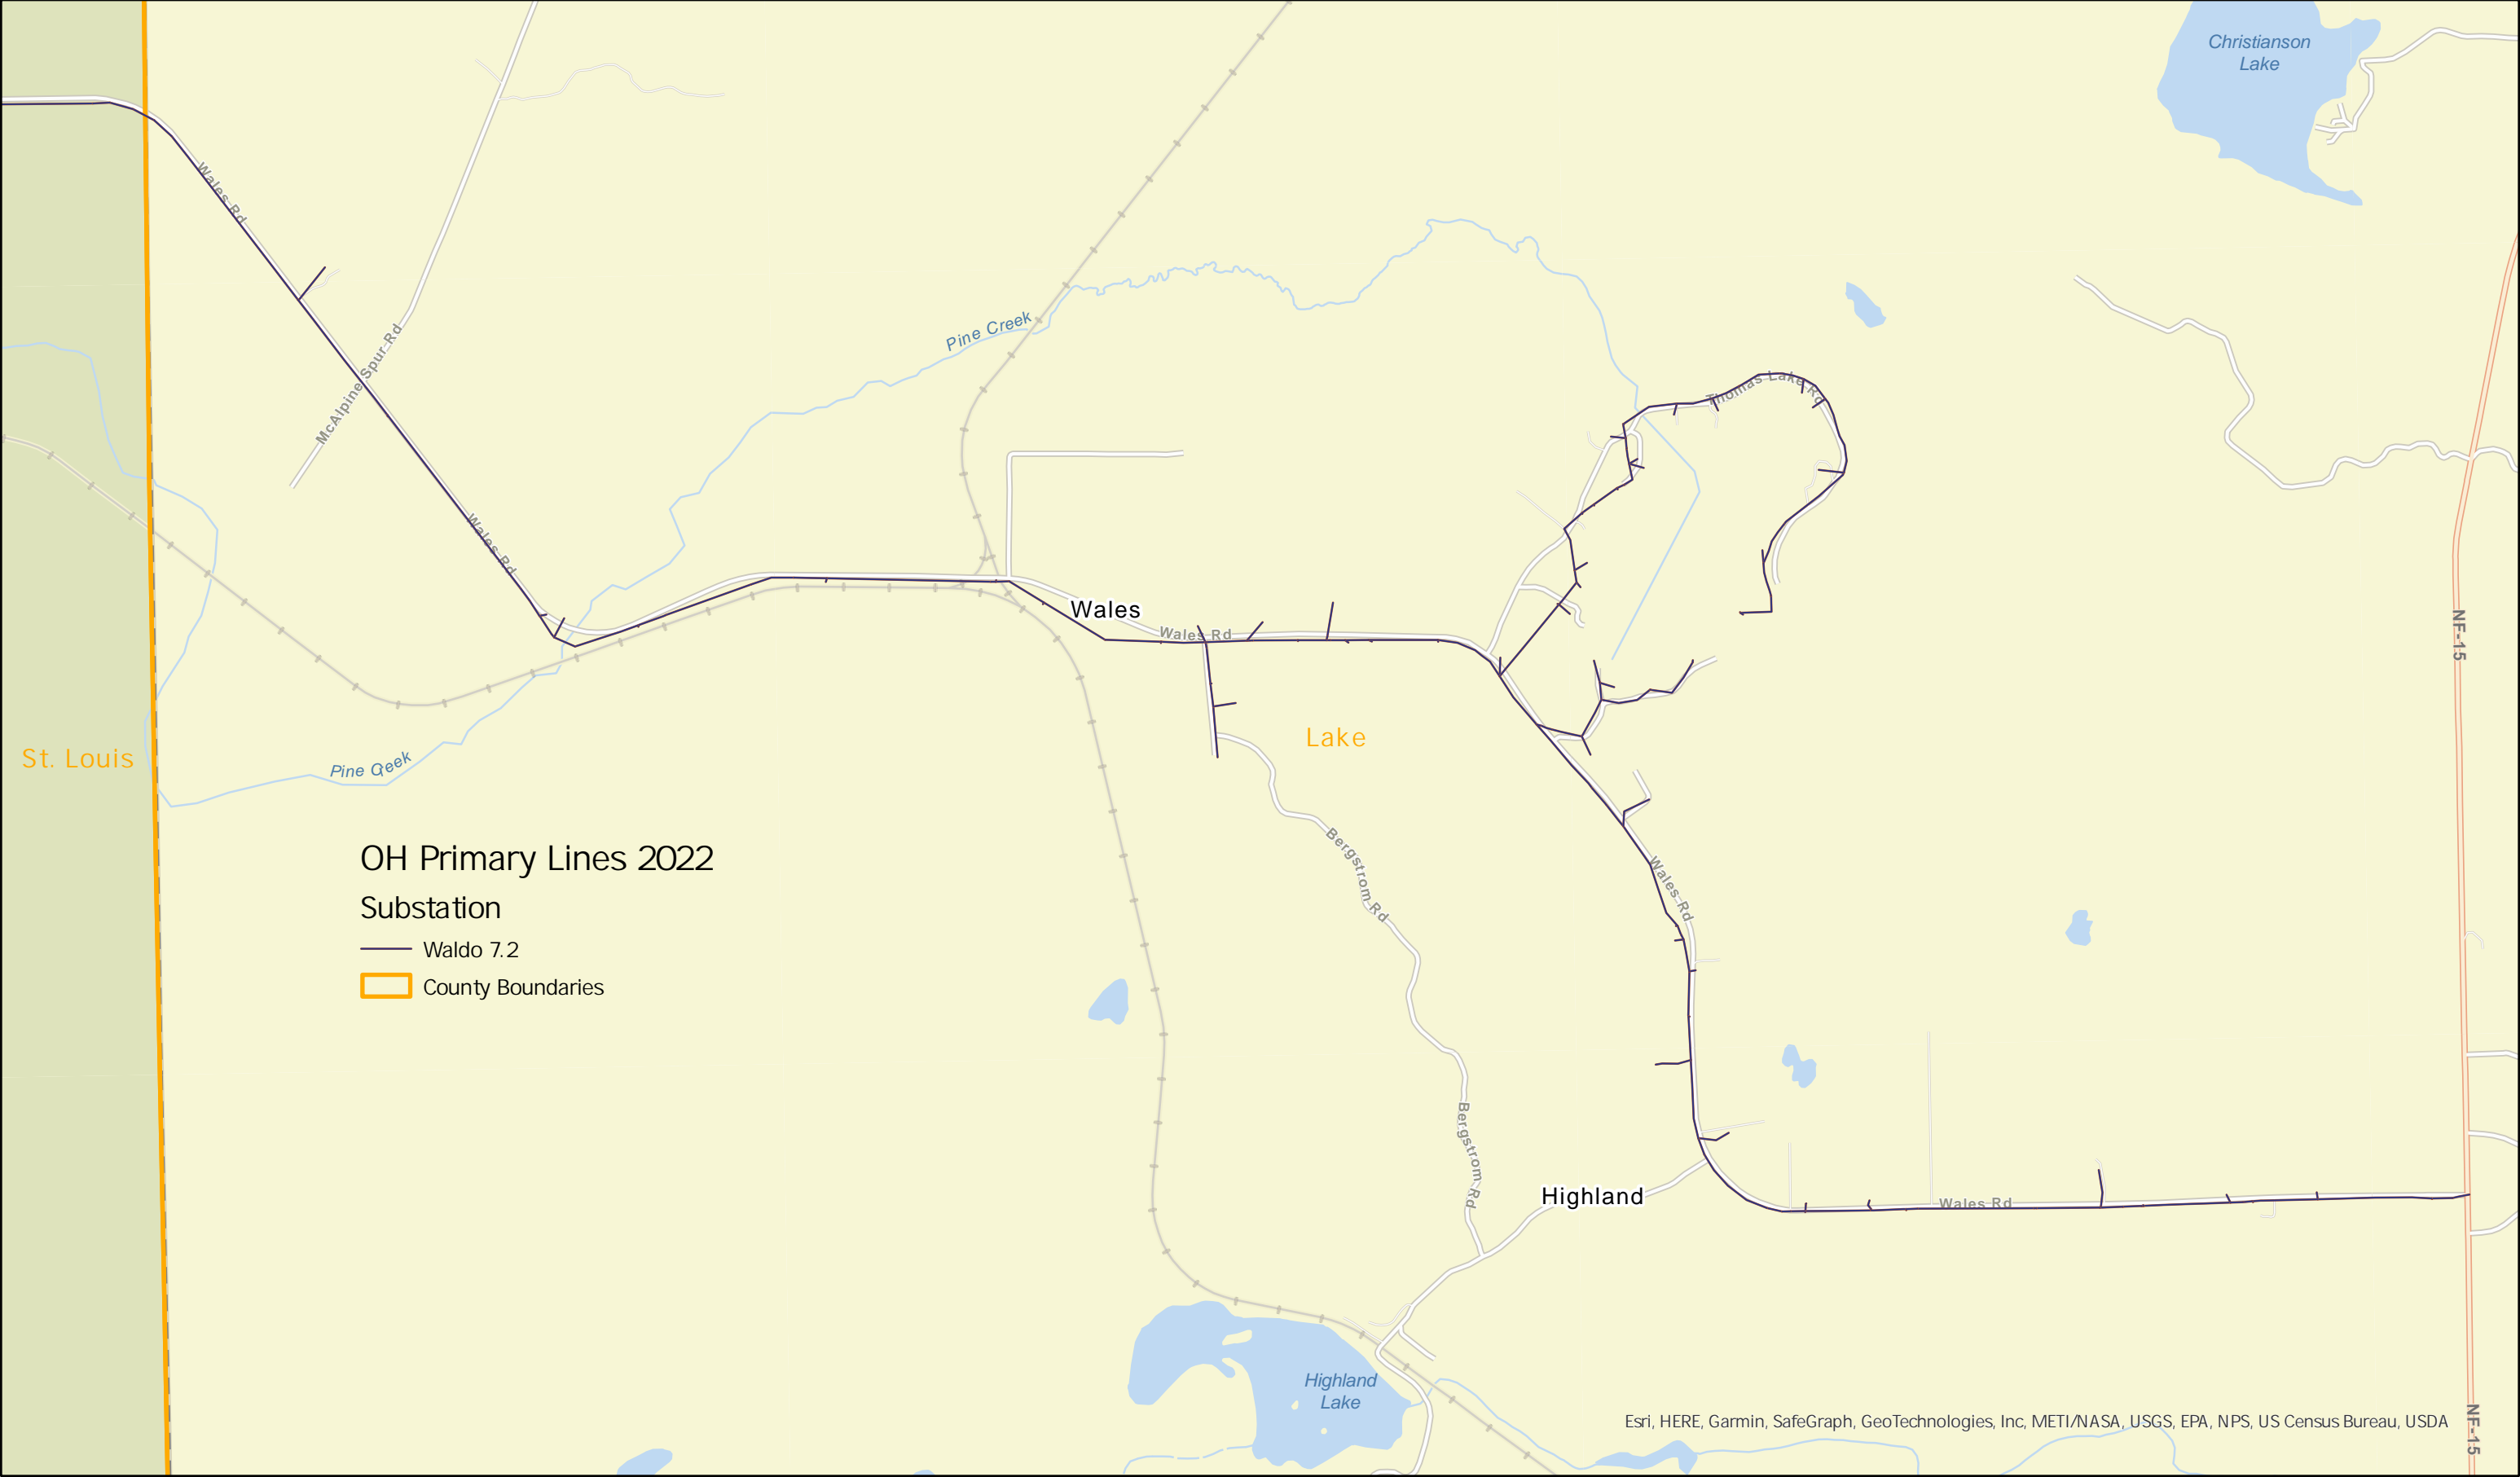 Christianson
Lake
Wales Rd
McAlpine Spur Rd
Pine Creek
Thomas Lake Rd
Wales Rd
Wales
Wales Rd
NF-15
Lake
St. Louis
Pine Creek
Bergstrom Rd
OH Primary Lines 2022
Substation
Waldo 7.2
County Boundaries
Wales Rd
Bergstrom Rd
Highland
Wales Rd
Highland
Lake
Esri, HERE, Garmin, SafeGraph, GeoTechnologies, Inc, METI/NASA, USGS, EPA, NPS, US Census Bureau, USDA
NF-15